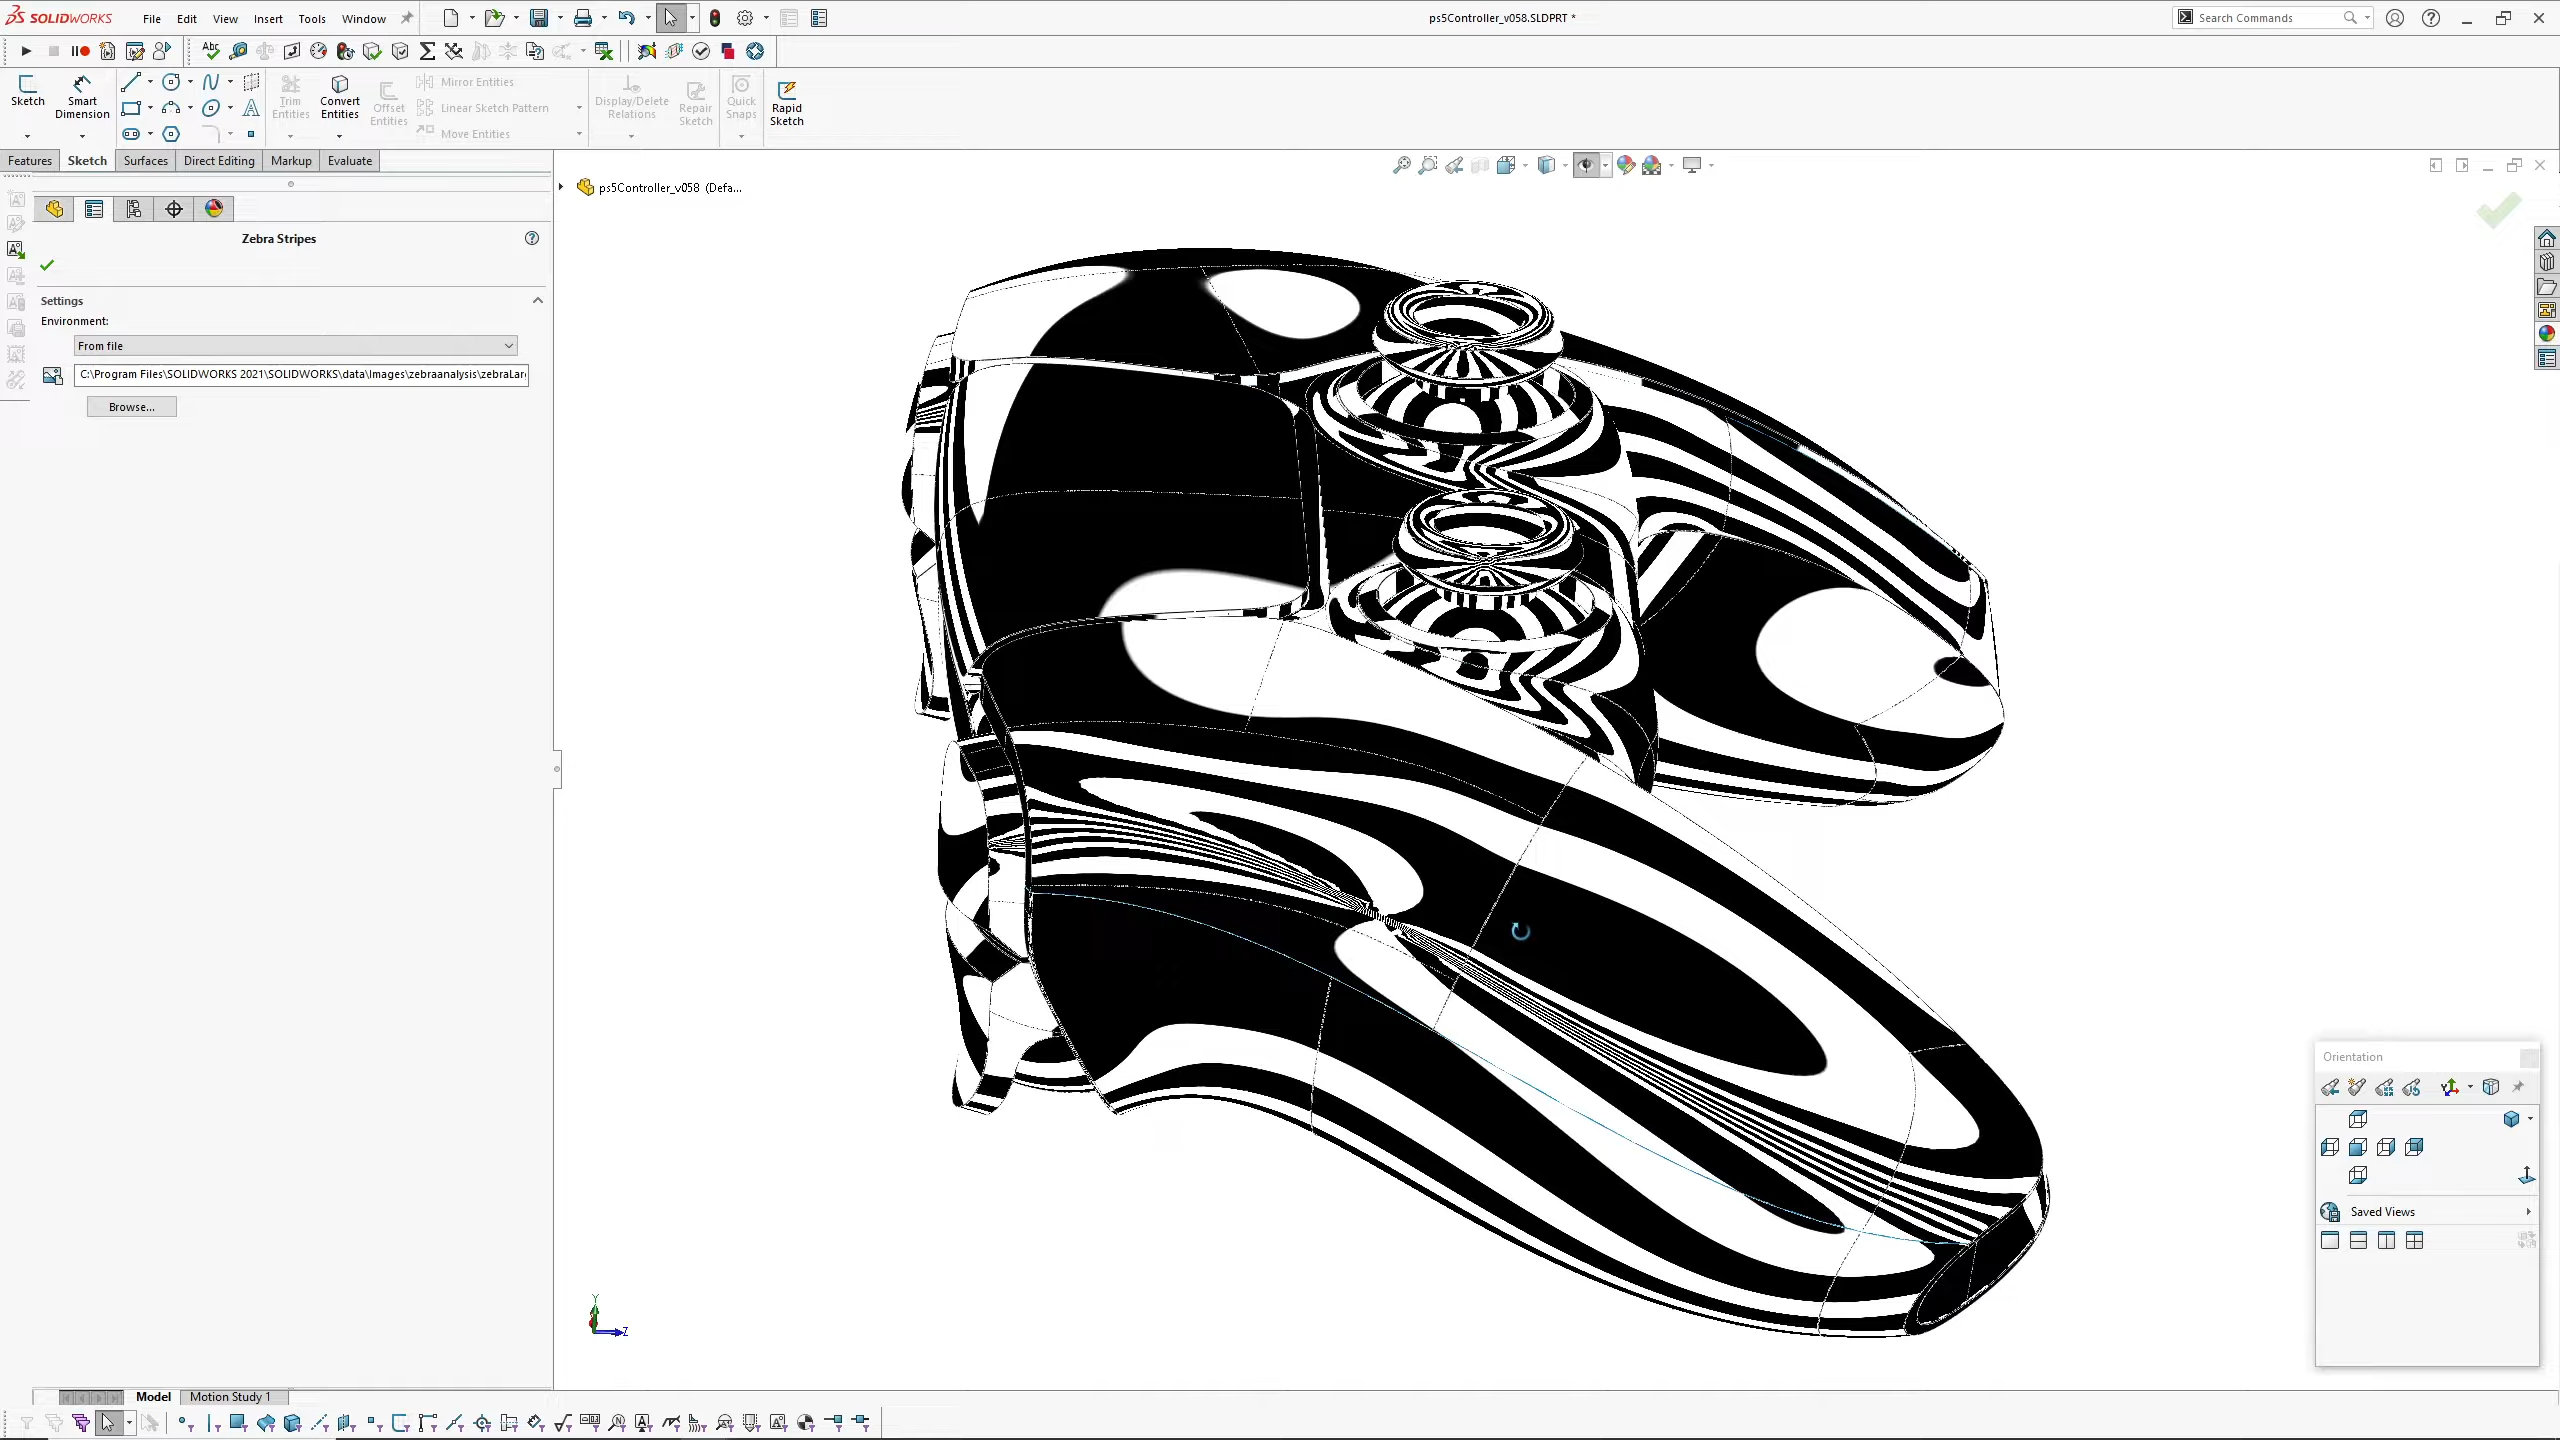 SOLIDWORKS
File Edit View Insert Tools Window
ps5Controller_v058.SLDPRT *
Search Commands
Sketch
Smart Dimension
Trim Entities
Convert Entities
Offset Entities
Mirror Entities
Linear Sketch Pattern
Move Entities
Display/Delete Relations
Repair Sketch
Quick Snaps
Rapid Sketch
Features Sketch Surfaces Direct Editing Markup Evaluate
ps5Controller_v058 (Defa...
Zebra Stripes
Settings
Environment:
From file
C:\Program Files\SOLIDWORKS 2021\SOLIDWORKS\data\Images\zebraanalysis\zebraLar
Browse...
Orientation
Saved Views
Y
Z
Model Motion Study 1